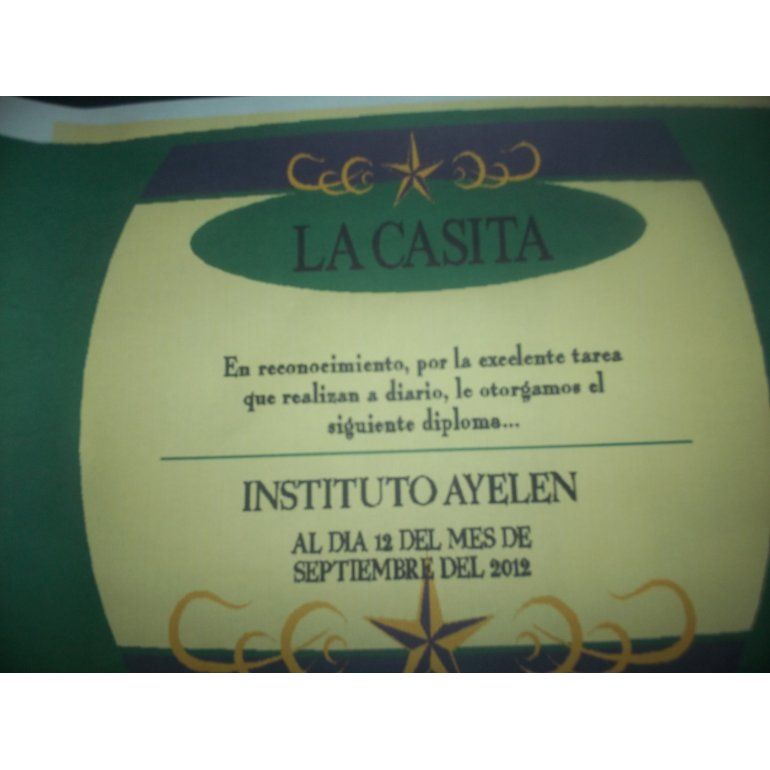 LA CASITA
En reconocimiento, por la excelente tarea
que realizan a diario, le otorgamos el
siguiente diploma...
INSTITUTO AYELEN
AL DIA 12 DEL MES DE
SEPTIEMBRE DEL 2012